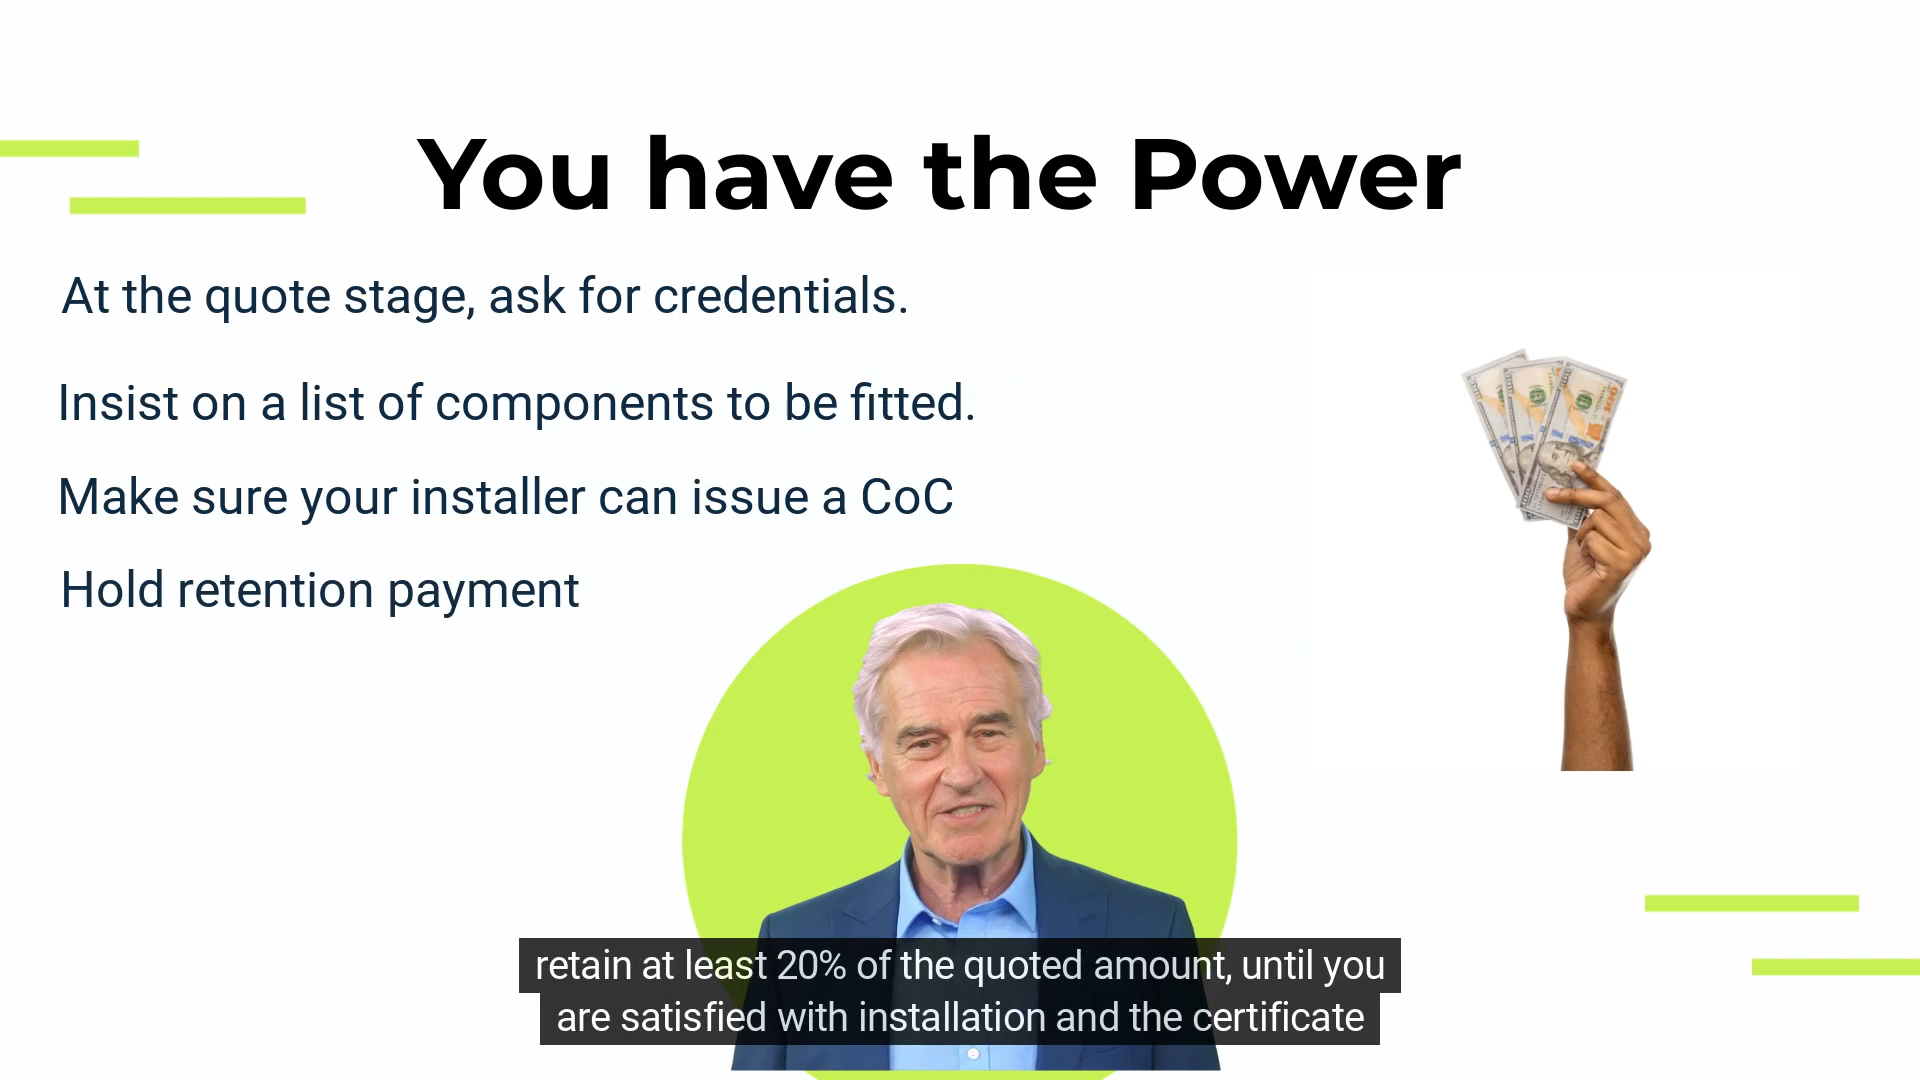 You have the Power
At the quote stage, ask for credentials.
Insist on a list of components to be fitted.
Make sure your installer can issue a CoC
Hold retention payment
retain at least 20% of the quoted amount, until you
are satisfied with installation and the certificate